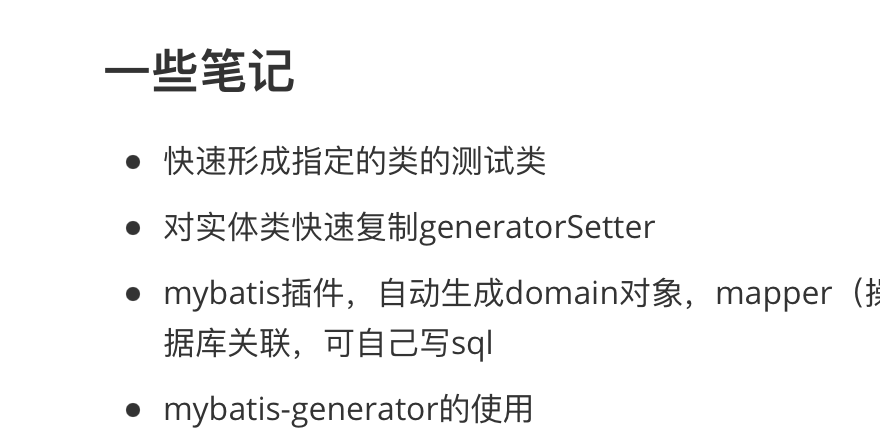 一些笔记
快速形成指定的类的测试类
对实体类快速复制generatorSetter
mybatis插件，自动生成domain对象，mapper（
据库关联，可自己写sql
mybatis-generator的使用